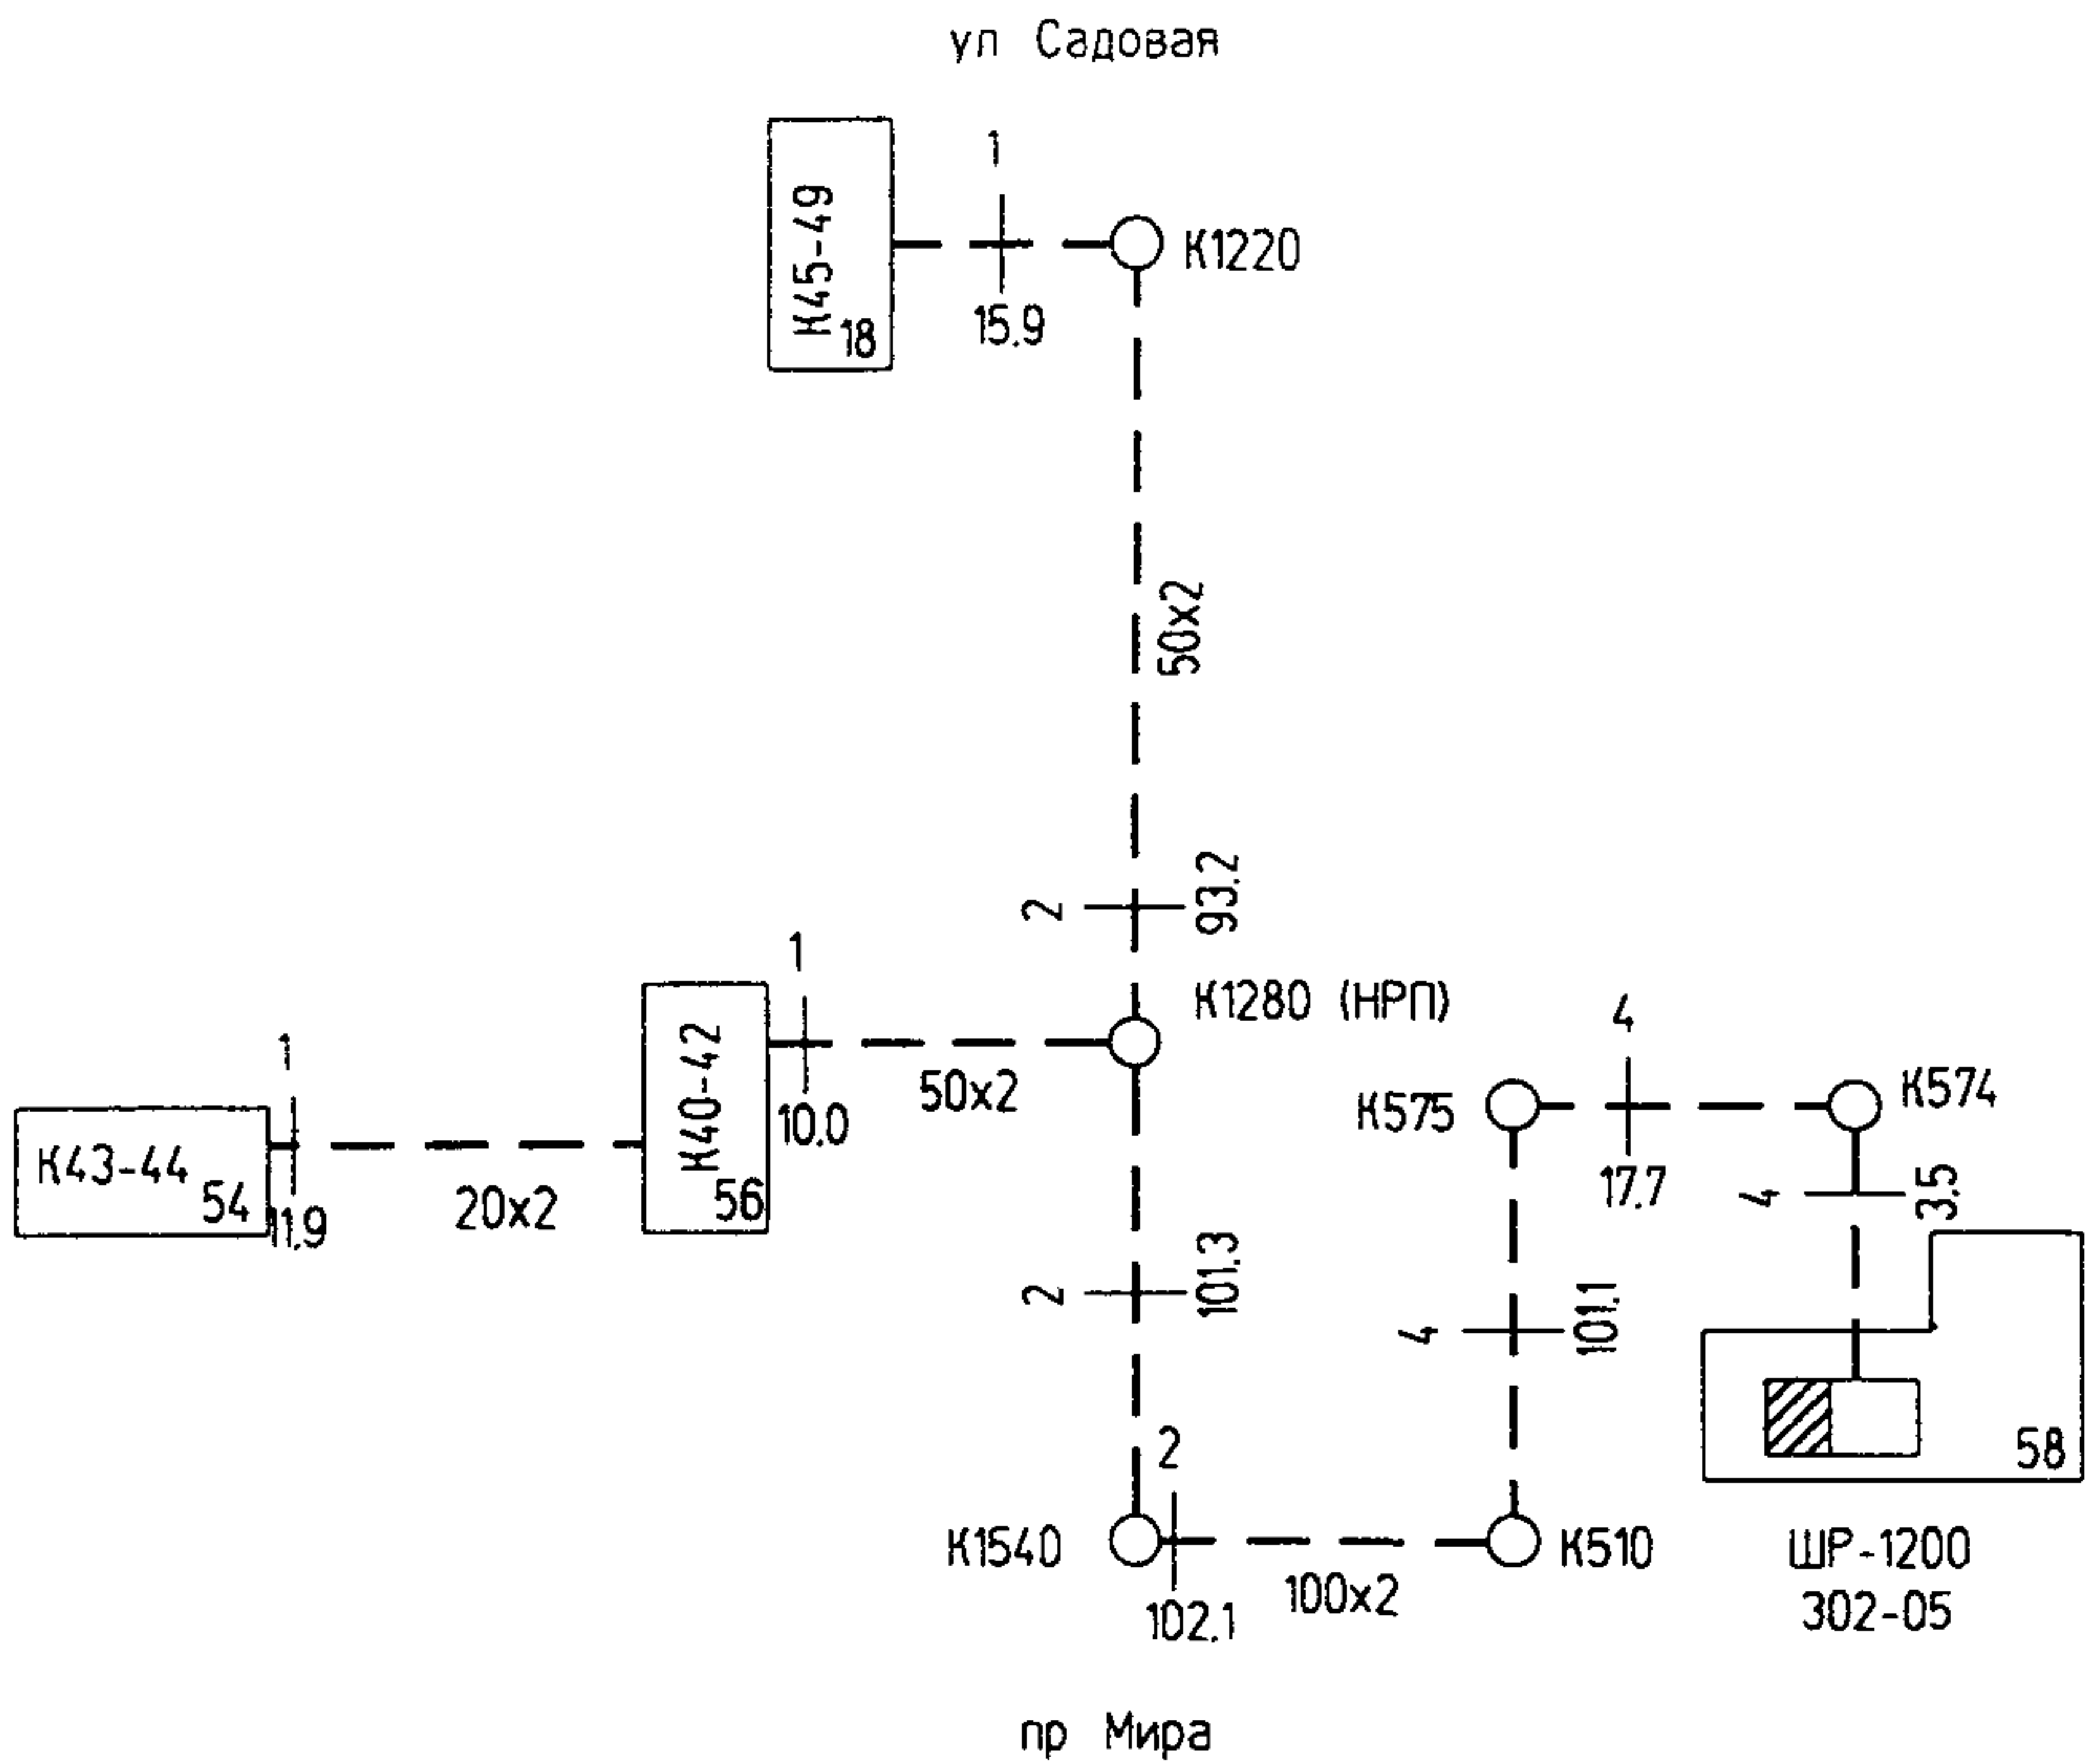 ул Садовая
1
К45-49
18
15.9
К1220
50х2
2
93.2
К1280 (НРП)
1
К40-42
56
10.0
50х2
1
К43-44
54
11.9
20х2
К575
4
17.7
К574
4
3.5
2
101.3
4
101.1
58
К1540
2
102.1
100х2
К510
ШР-1200
302-05
пр Мира